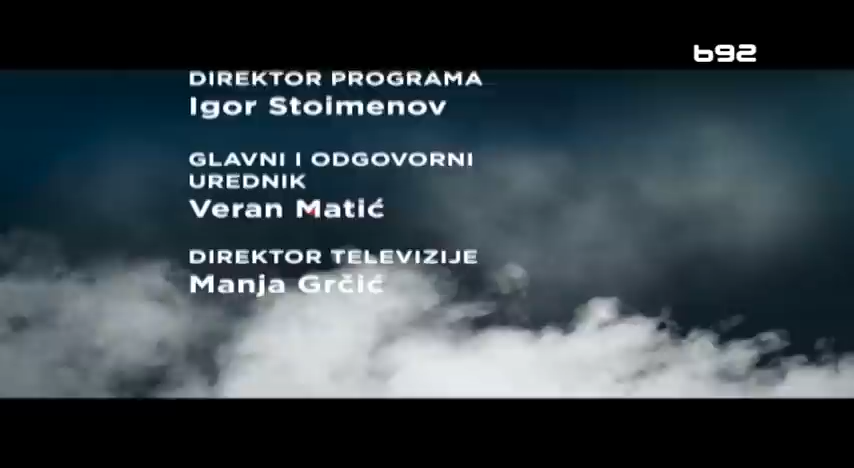 b92
DIREKTOR PROGRAMA
Igor Stoimenov
GLAVNI I ODGOVORNI
UREDNIK
Veran Matić
DIREKTOR TELEVIZIJE
Manja Grčić